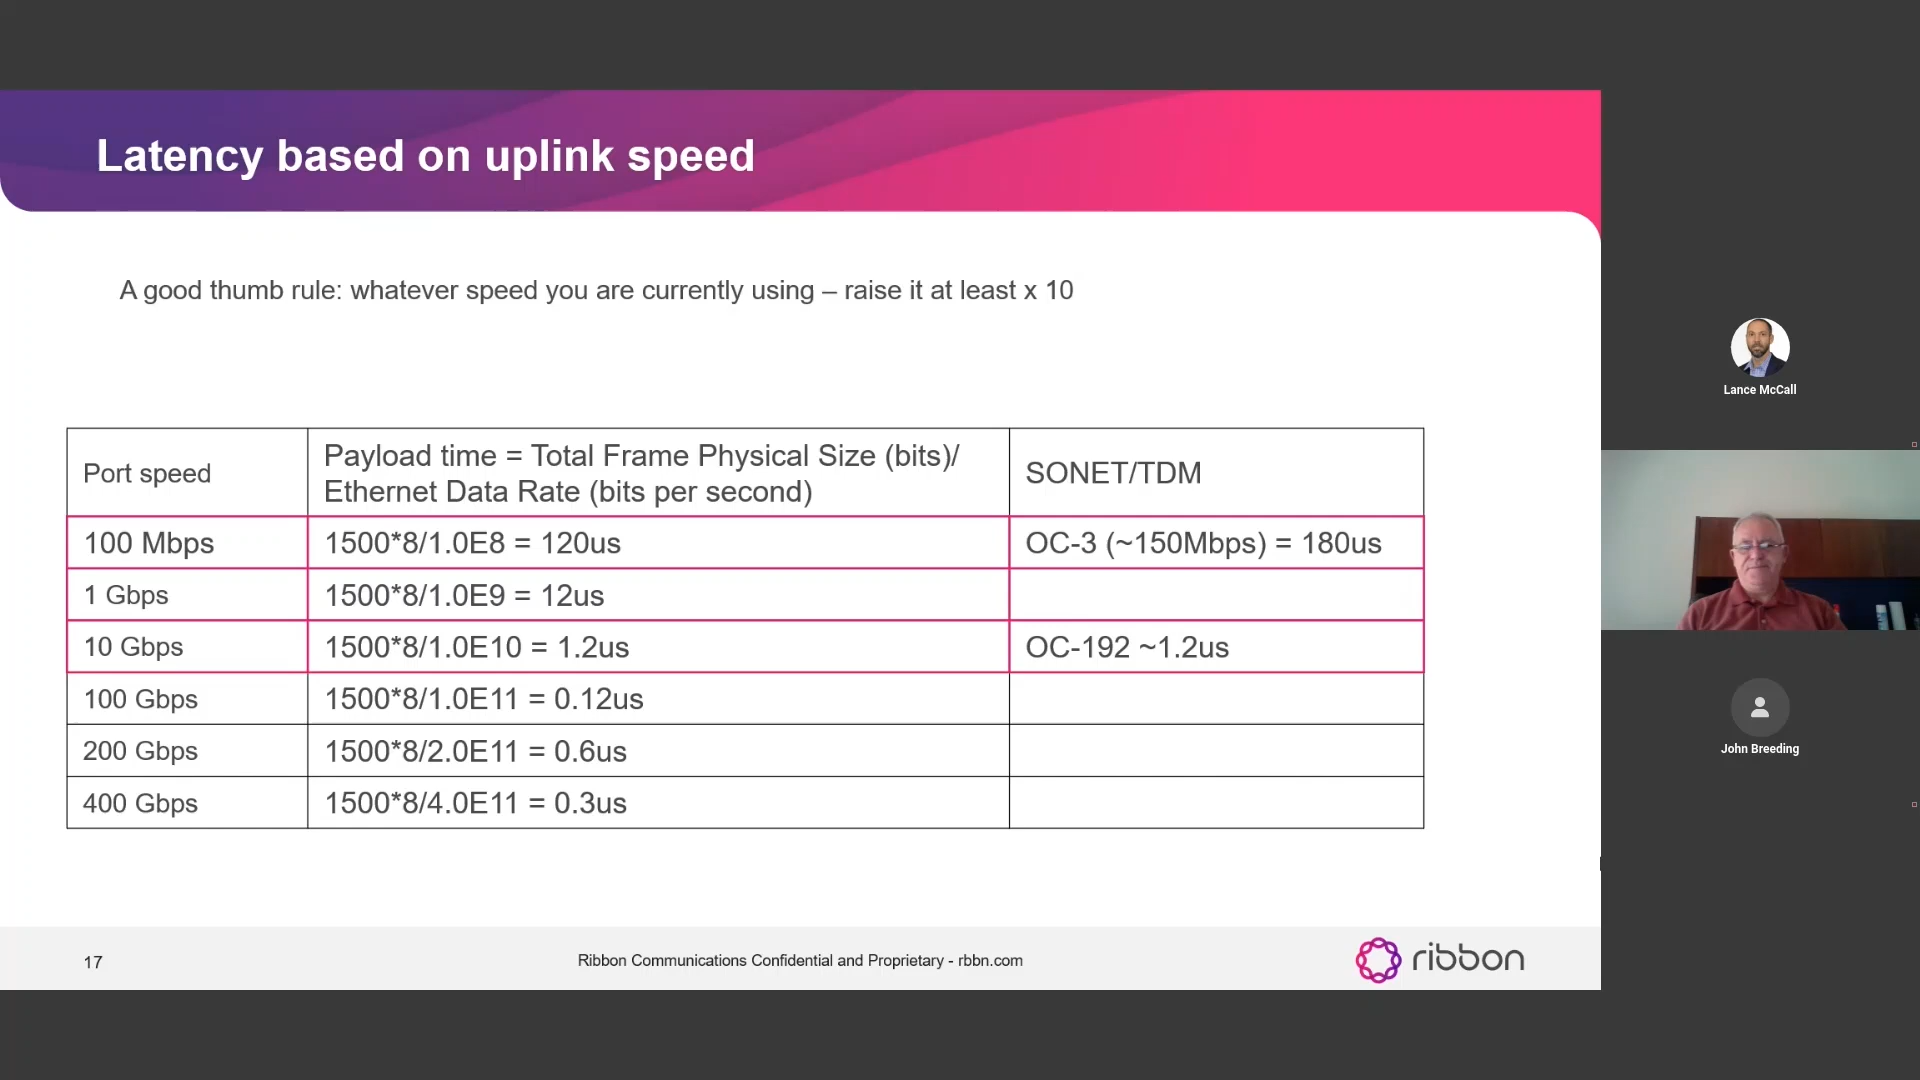 Latency based on uplink speed
A good thumb rule: whatever speed you are currently using – raise it at least x 10
Port speed
Payload time = Total Frame Physical Size (bits)/
Ethernet Data Rate (bits per second)
SONET/TDM
100 Mbps
1500*8/1.0E8 = 120us
OC-3 (~150Mbps) = 180us
1 Gbps
1500*8/1.0E9 = 12us
10 Gbps
1500*8/1.0E10 = 1.2us
OC-192 ~1.2us
100 Gbps
1500*8/1.0E11 = 0.12us
200 Gbps
1500*8/2.0E11 = 0.6us
400 Gbps
1500*8/4.0E11 = 0.3us
17
Ribbon Communications Confidential and Proprietary - rbbn.com
ribbon
Lance McCall
John Breeding